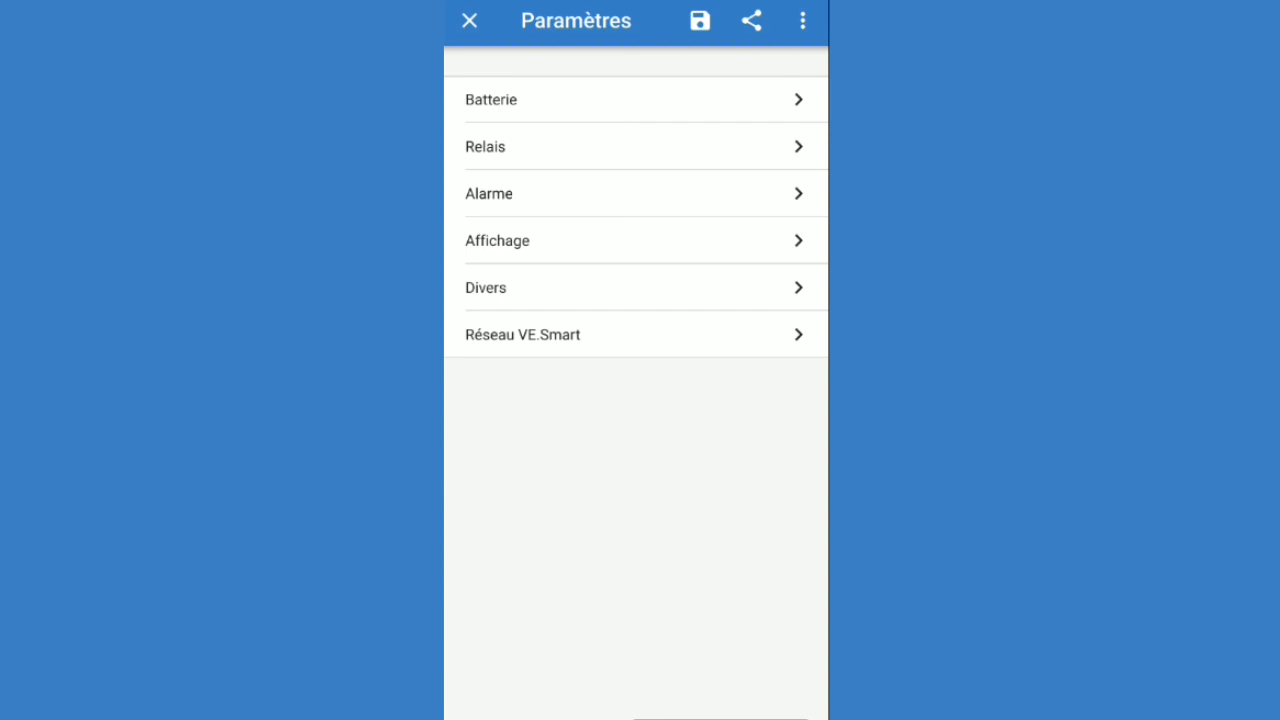 Paramètres
Batterie
Relais
Alarme
Affichage
Divers
Réseau VE.Smart